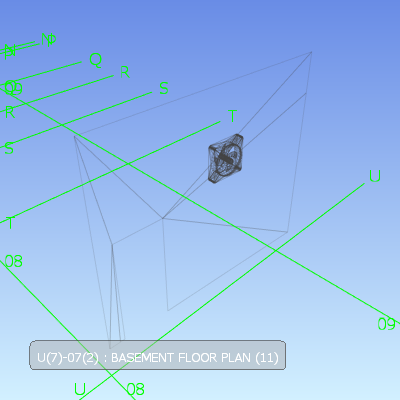 Q
R
S
T
U
Q
R
S
T
08
09
U
08
U(7)-07(2) : BASEMENT FLOOR PLAN (11)